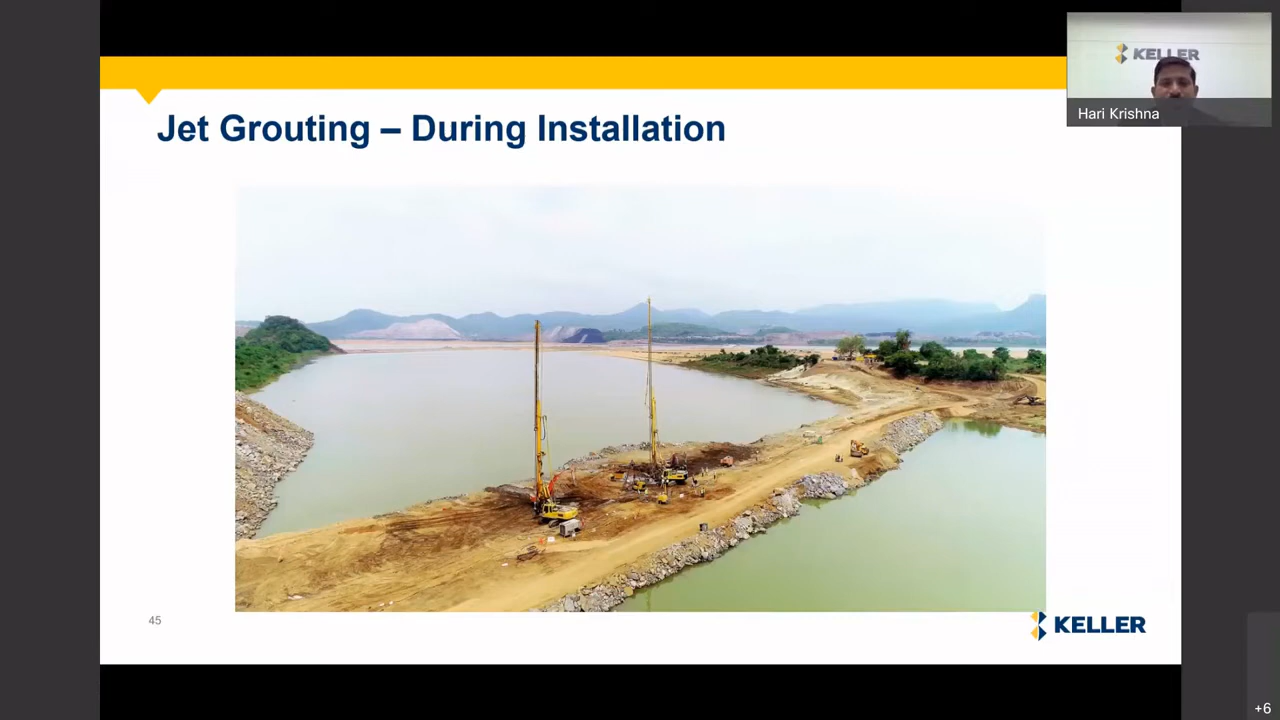 KELLER
Hari Krishna
Jet Grouting – During Installation
45
KELLER
+6